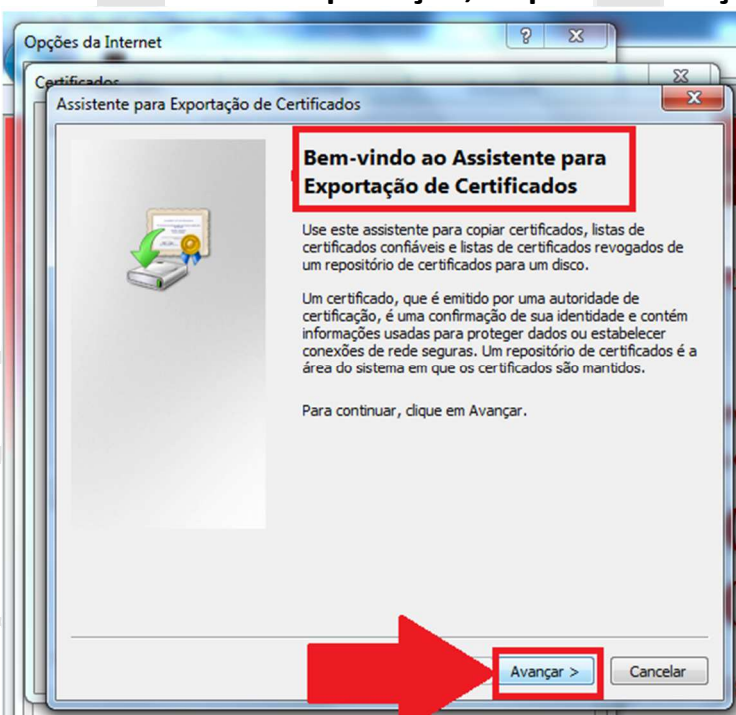 Opções da Internet
Certificados
Assistente para Exportação de Certificados
Bem-vindo ao Assistente para
Exportação de Certificados
Use este assistente para copiar certificados, listas de
certificados confiáveis e listas de certificados revogados de
um repositório de certificados para um disco.
Um certificado, que é emitido por uma autoridade de
certificação, é uma confirmação de sua identidade e contém
informações usadas para proteger dados ou estabelecer
conexões de rede seguras. Um repositório de certificados é a
área do sistema em que os certificados são mantidos.
Para continuar, clique em Avançar.
Avançar > Cancelar